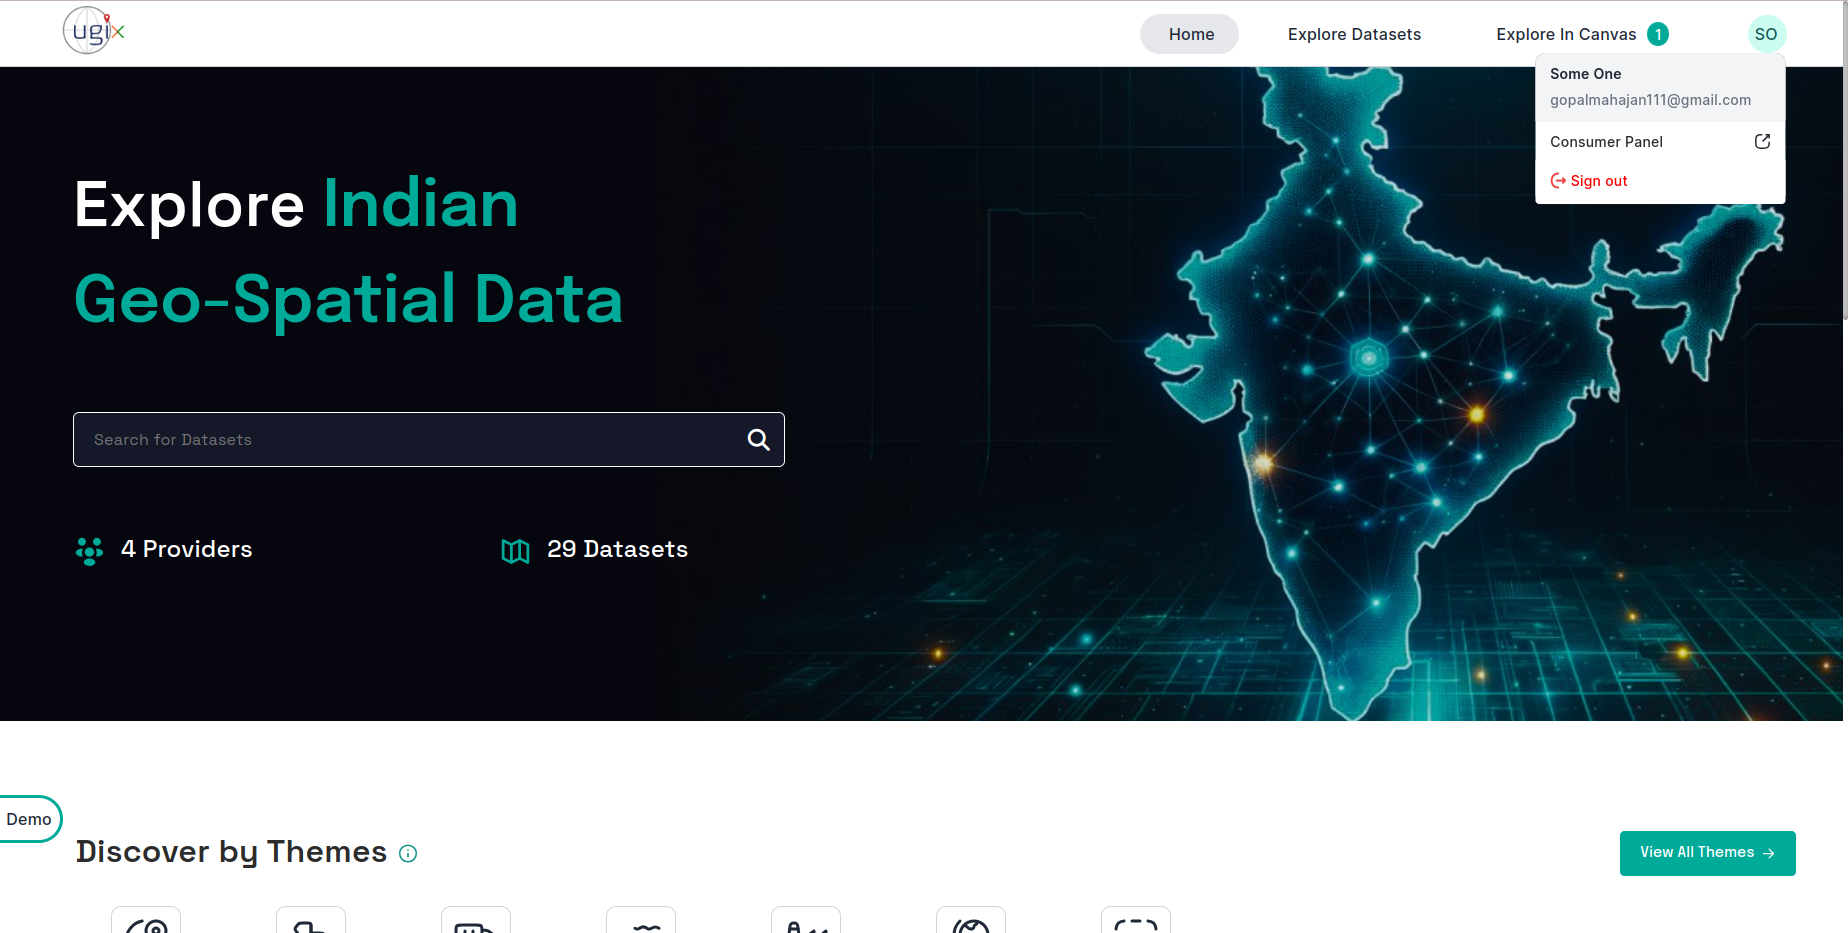 ugix
Home
Explore Datasets
Explore In Canvas 1
SO
Some One
gopalmahajan111@gmail.com
Consumer Panel
Sign out
Explore Indian
Geo-Spatial Data
Search for Datasets
4 Providers
29 Datasets
Demo
Discover by Themes
View All Themes →